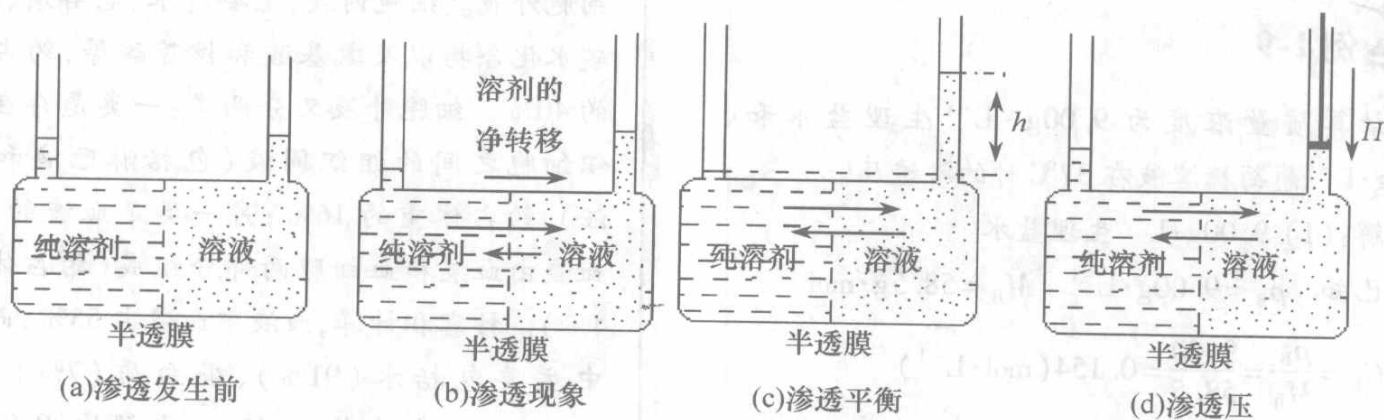 溶剂的
净转移
h
Π
纯溶剂
溶液
纯溶剂
溶液
纯溶剂
溶液
纯溶剂
溶液
半透膜
半透膜
半透膜
半透膜
(a)渗透发生前
(b)渗透现象
(c)渗透平衡
(d)渗透压